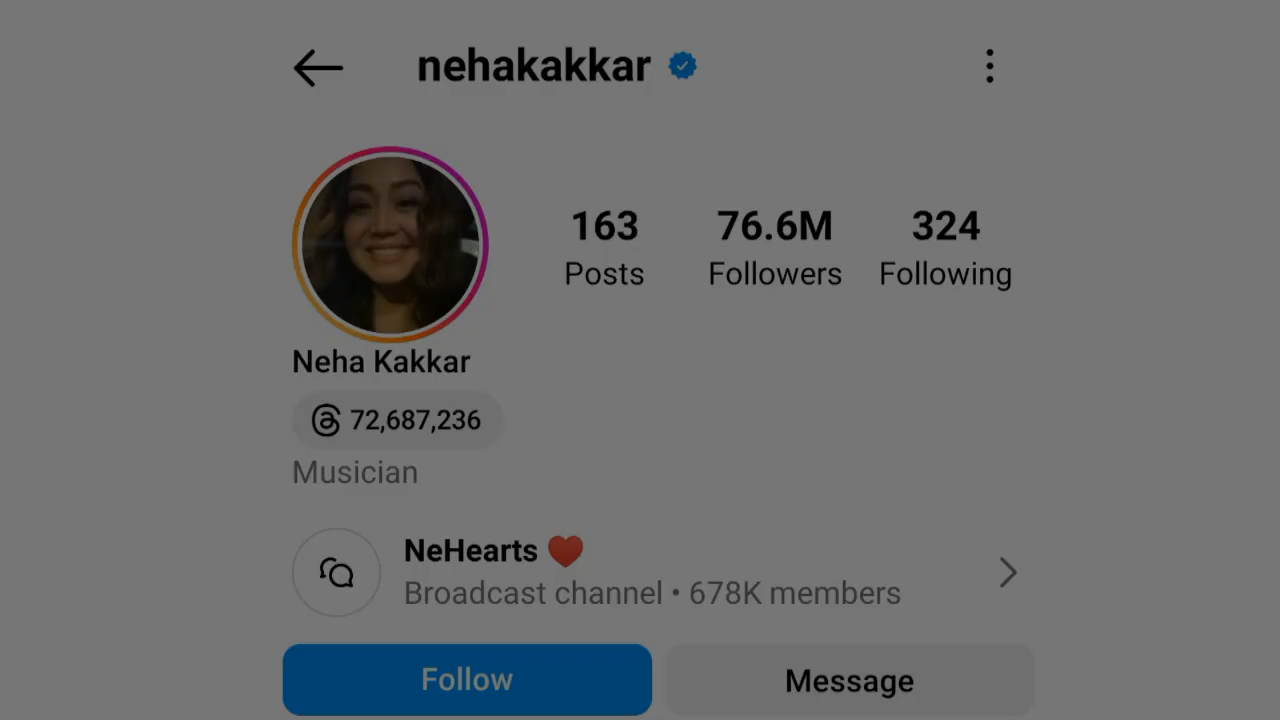 nehakakkar
163 76.6M 324
Posts Followers Following
Neha Kakkar
72,687,236
Musician
NeHearts ❤️
Broadcast channel • 678K members
Follow Message